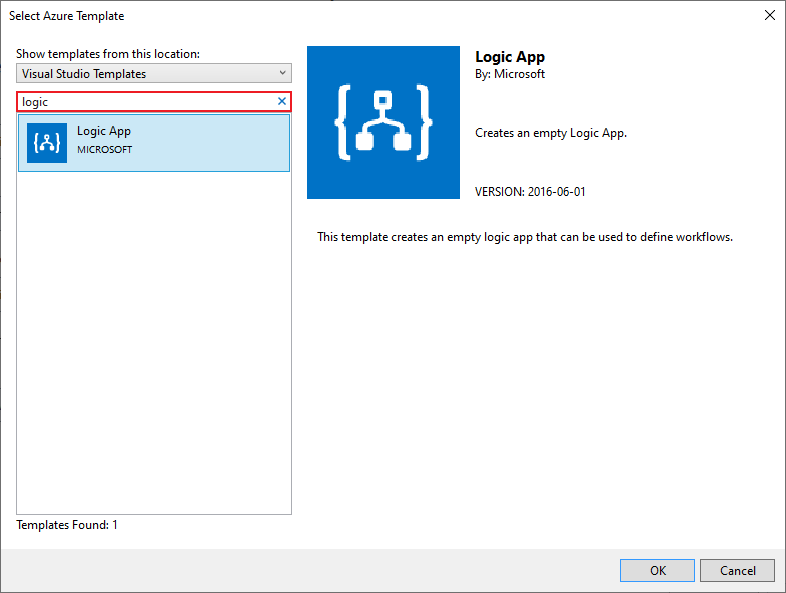 Select Azure Template
Show templates from this location:
Visual Studio Templates
logic
Logic App
MICROSOFT
Templates Found: 1
Logic App
By: Microsoft
Creates an empty Logic App.
VERSION: 2016-06-01
This template creates an empty logic app that can be used to define workflows.
OK
Cancel